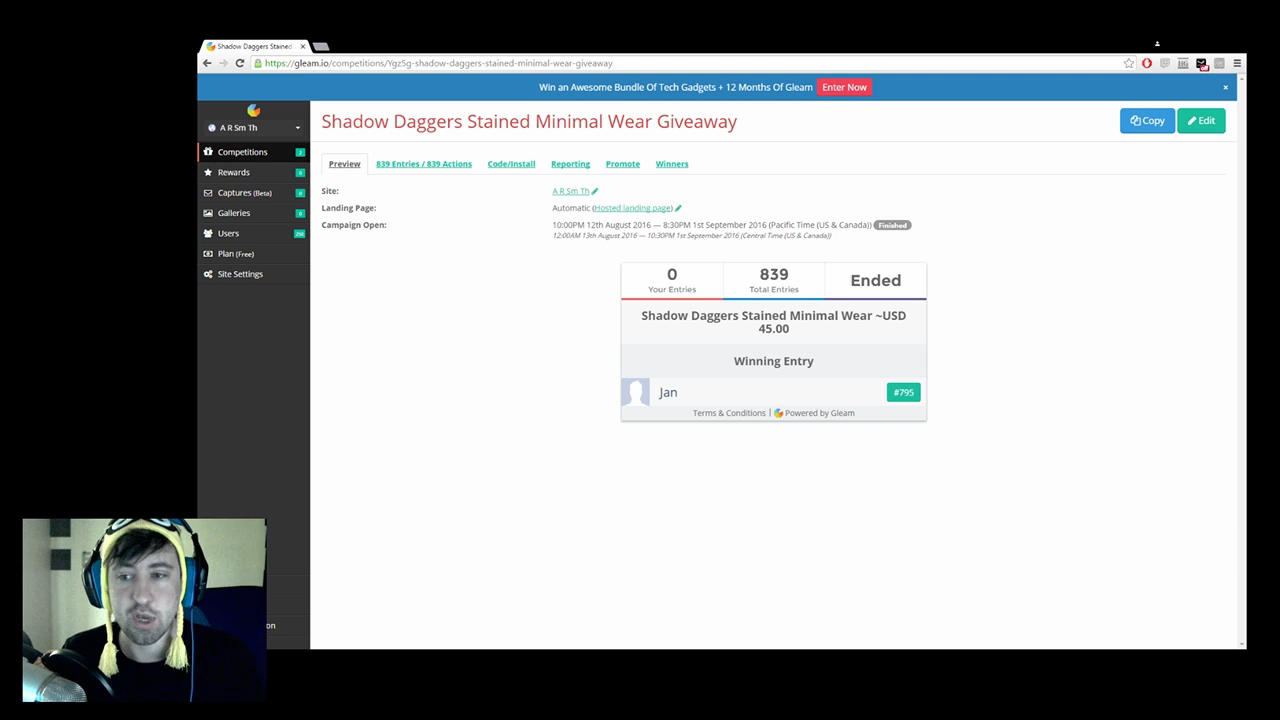 Shadow Daggers Stained
https://gleam.io/competitions/Ygz5g-shadow-daggers-stained-minimal-wear-giveaway
Win an Awesome Bundle Of Tech Gadgets + 12 Months Of Gleam Enter Now
A R Sm Th
Competitions 2
Rewards 0
Captures (Beta) 0
Galleries 0
Users
Plan (Free)
Site Settings
on
Shadow Daggers Stained Minimal Wear Giveaway
Copy Edit
Preview 839 Entries / 839 Actions Code/Install Reporting Promote Winners
Site: A R Sm Th
Landing Page: Automatic (Hosted landing page)
Campaign Open: 10:00PM 12th August 2016 — 8:30PM 1st September 2016 (Pacific Time (US & Canada)) Finished
12:00AM 13th August 2016 — 10:30PM 1st September 2016 (Central Time (US & Canada))
0 839 Ended
Your Entries Total Entries
Shadow Daggers Stained Minimal Wear ~USD
45.00
Winning Entry
Jan #795
Terms & Conditions | Powered by Gleam